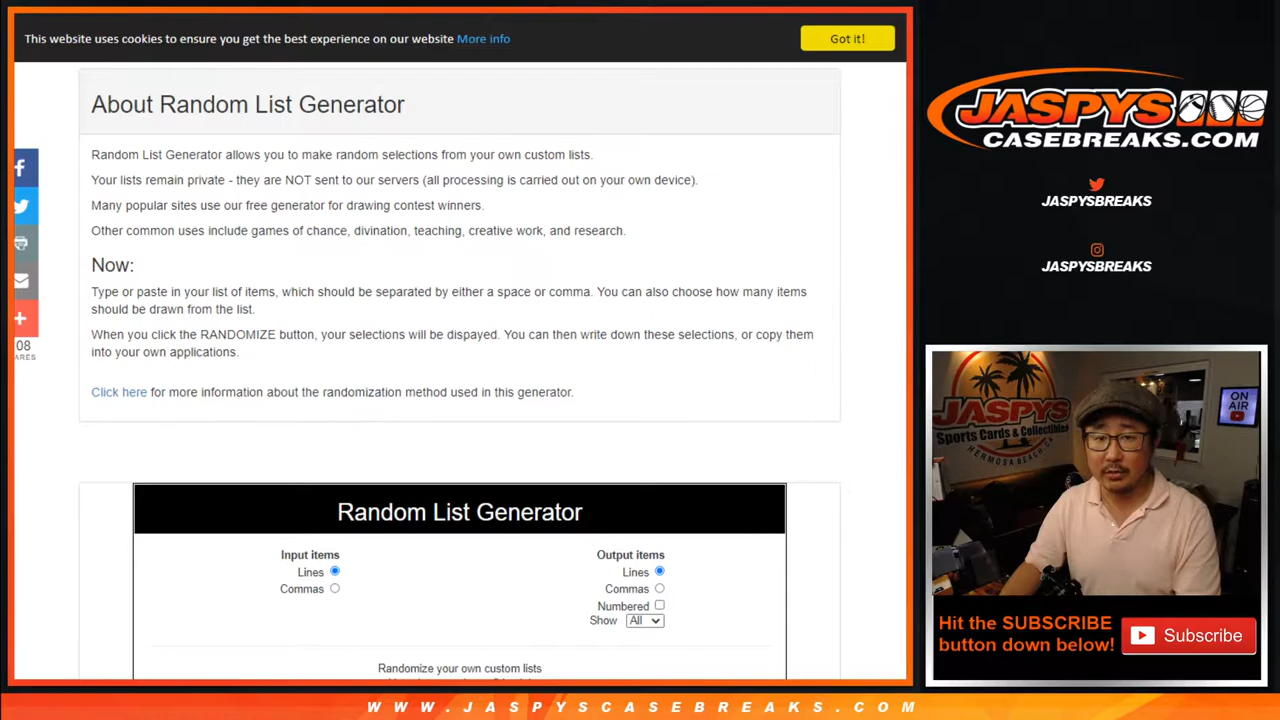 This website uses cookies to ensure you get the best experience on our website More info
Got it!
About Random List Generator
Random List Generator allows you to make random selections from your own custom lists.
Your lists remain private - they are NOT sent to our servers (all processing is carried out on your own device).
Many popular sites use our free generator for drawing contest winners.
Other common uses include games of chance, divination, teaching, creative work, and research.
Now:
Type or paste in your list of items, which should be separated by either a space or comma. You can also choose how many items
should be drawn from the list.
When you click the RANDOMIZE button, your selections will be dispayed. You can then write down these selections, or copy them
into your own applications.
Click here for more information about the randomization method used in this generator.
08
ARES
Random List Generator
Input items
Lines
Commas
Output items
Lines
Commas
Numbered
Show All
Randomize your own custom lists
JASPYS
CASEBREAKS.COM
JASPYSBREAKS
JASPYSBREAKS
JASPYS
Sports Cards & Collectibles
HERMOSA BEACH, CA
ON
AIR
Hit the SUBSCRIBE
button down below!
Subscribe
WWW.JASPYSCASEBREAKS.COM